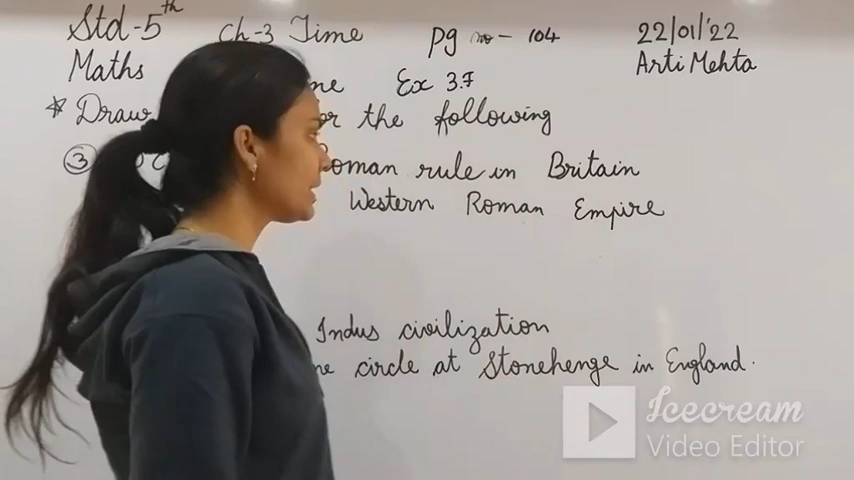 Std-5th Ch-3 Time Pg no- 104 22/01/'22
Maths Ex 3.7 Arti Mehta
* Draw the following
③ Roman rule in Britain
Western Roman Empire
Indus civilization
circle at Stonehenge in England.
Icecream
Video Editor